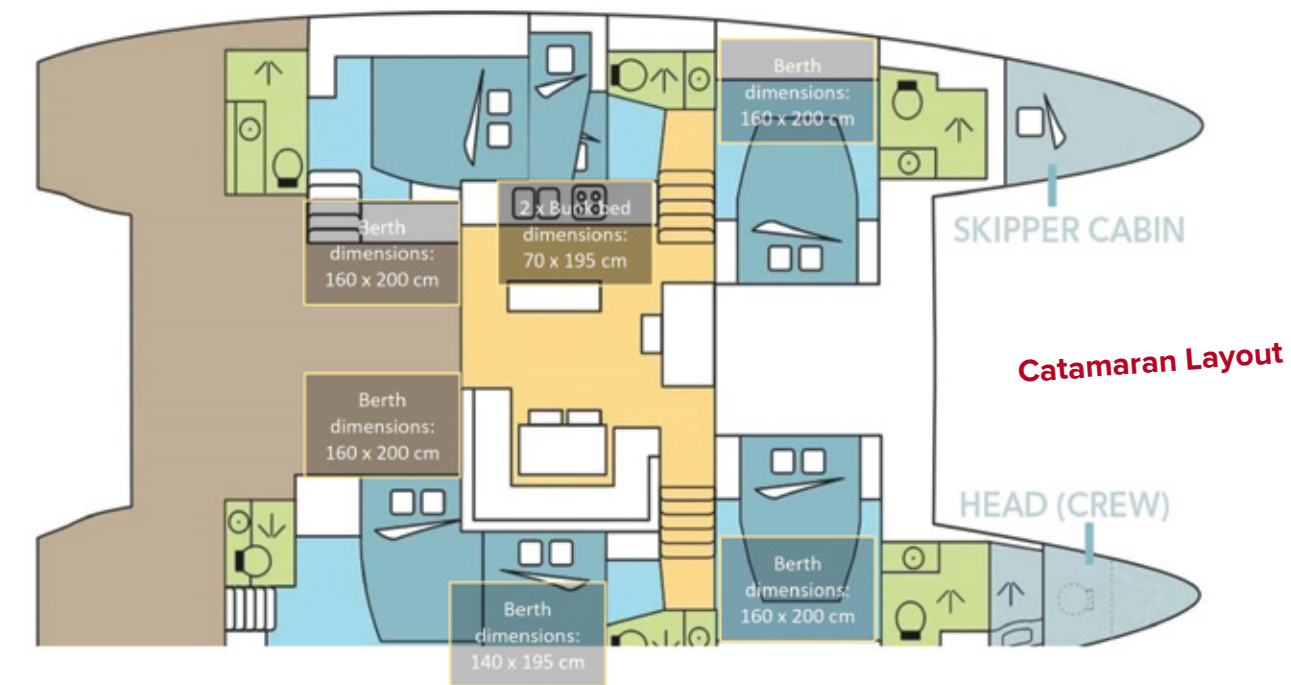 Berth
dimensions:
160 x 200 cm
SKIPPER CABIN
Berth
dimensions:
160 x 200 cm
2 x Bunk bed
dimensions:
70 x 195 cm
Catamaran Layout
Berth
dimensions:
160 x 200 cm
HEAD (CREW)
Berth
dimensions:
160 x 200 cm
Berth
dimensions:
140 x 195 cm